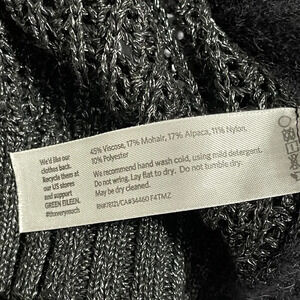 We'd like our
clothes back.
Recycle them at
our US stores
and support
GREEN EILEEN.
#thxverymuch
45% Viscose, 17% Mohair, 17% Alpaca, 11% Nylon,
10% Polyester
We recommend hand wash cold, using mild detergent.
Do not wring. Lay flat to dry. Do not tumble dry.
May be dry cleaned.
RN#78121/CA#34460 F4TMZ